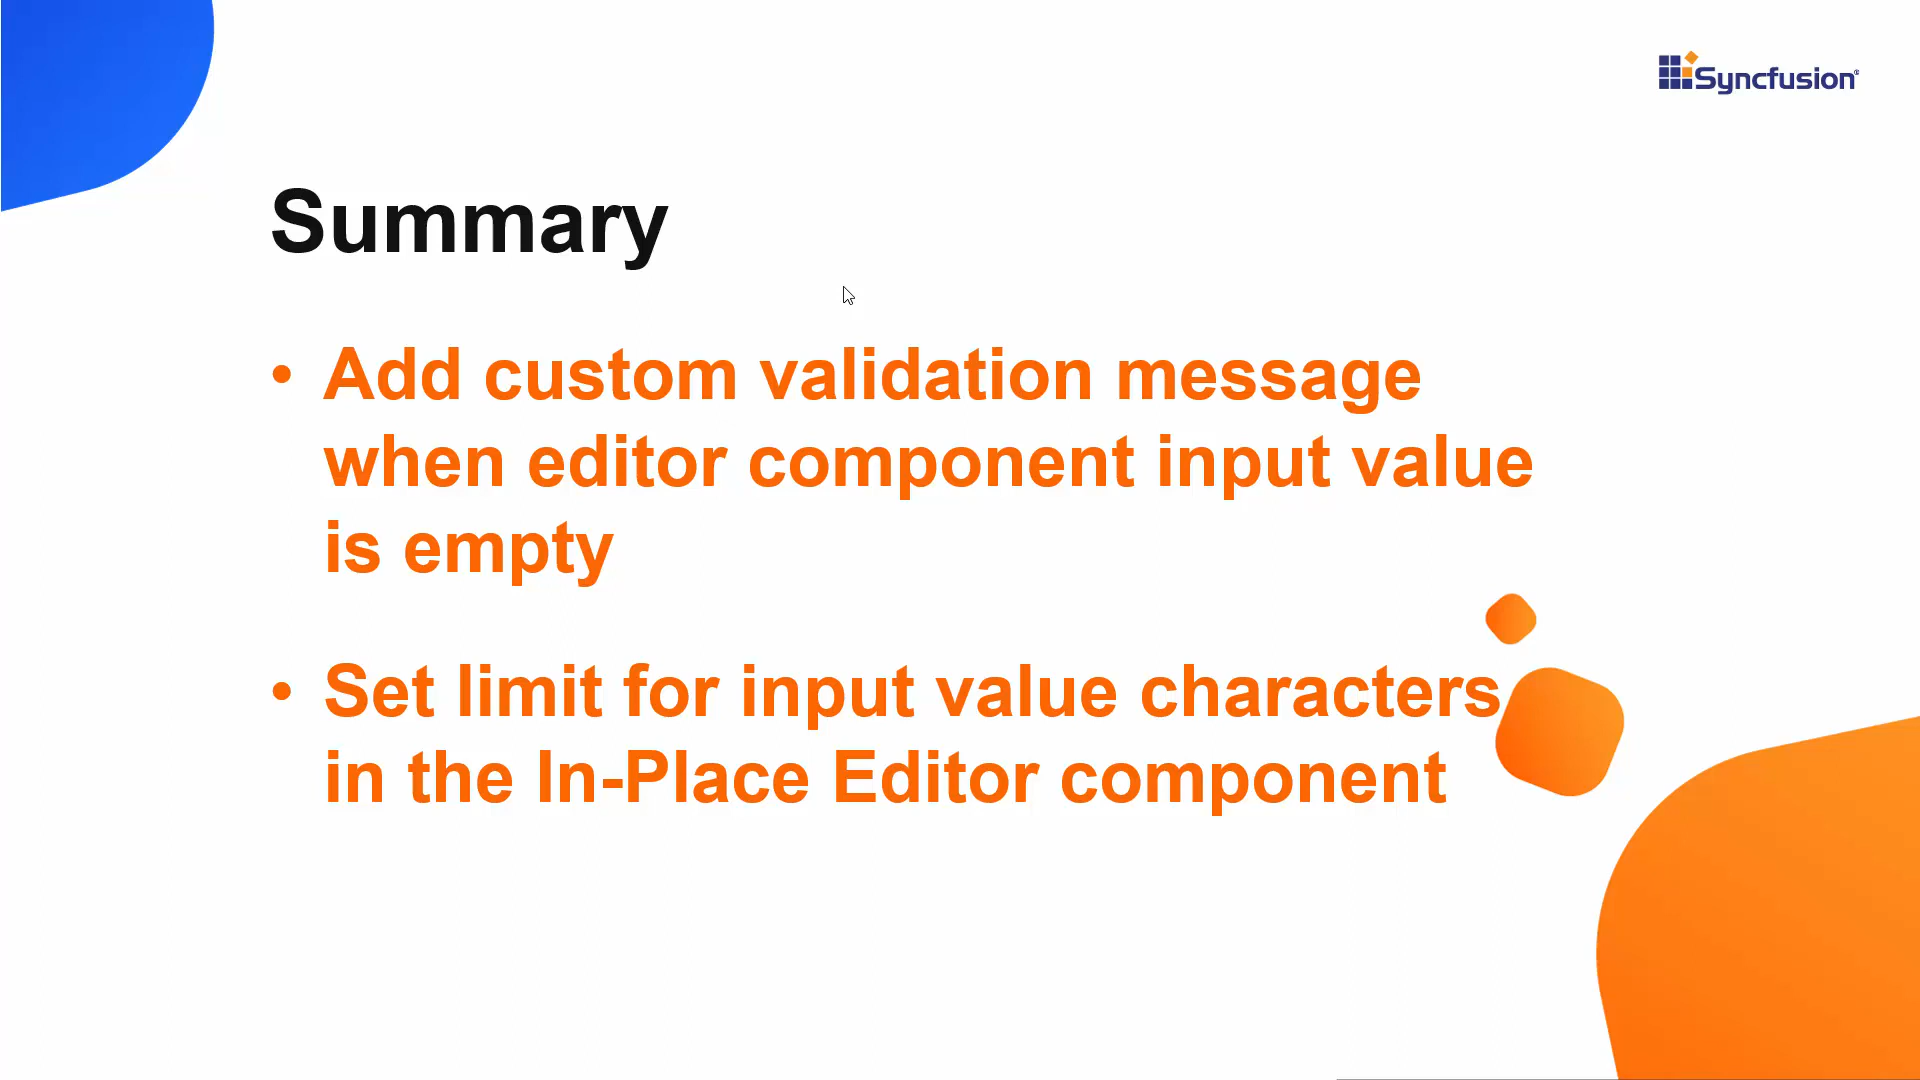 Syncfusion
Summary
• Add custom validation message
when editor component input value
is empty
• Set limit for input value characters
in the In-Place Editor component